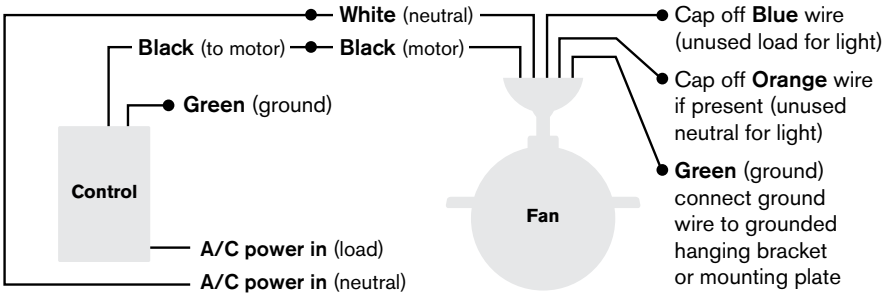 White (neutral)
Black (to motor)
Black (motor)
Green (ground)
Control
A/C power in (load)
A/C power in (neutral)
Fan
Cap off Blue wire
(unused load for light)
Cap off Orange wire
if present (unused
neutral for light)
Green (ground)
connect ground
wire to grounded
hanging bracket
or mounting plate